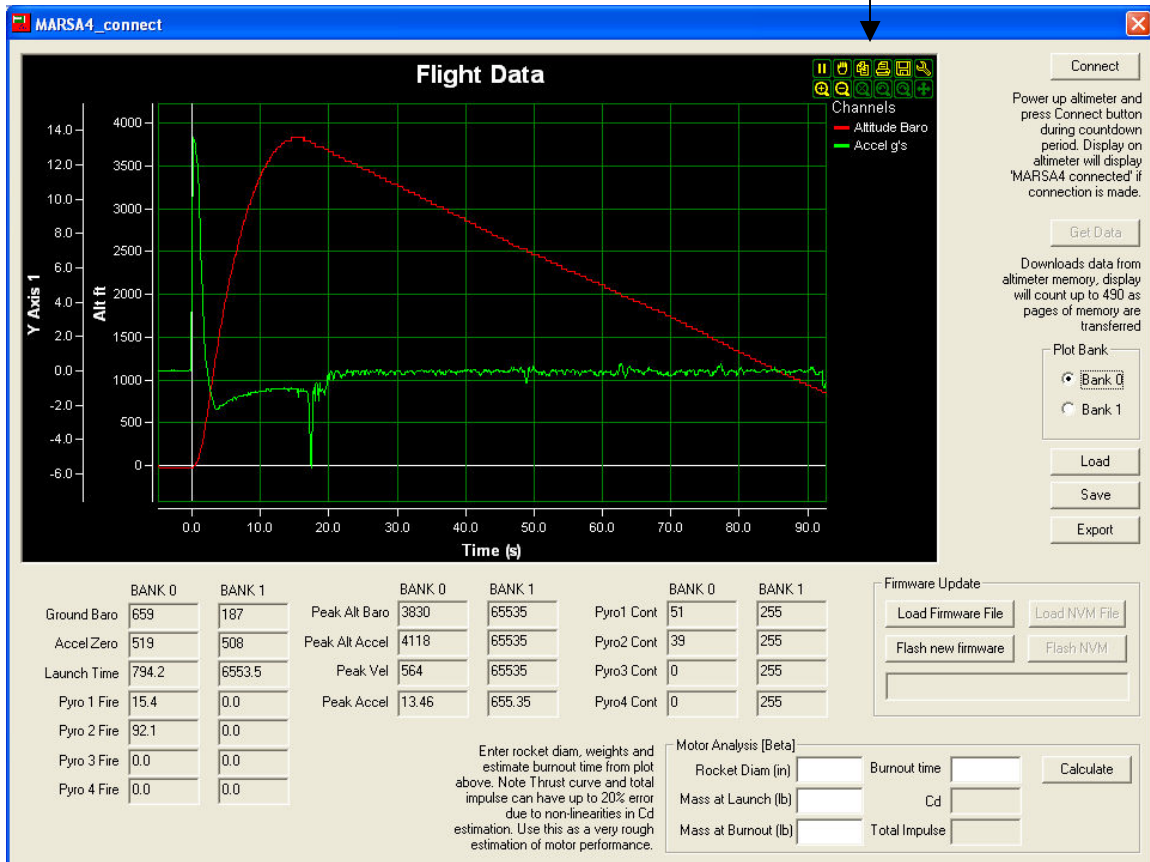 MARSA4_connect
Flight Data
Channels
Altitude Baro
Accel g's
Y Axis 1
14.0
12.0
10.0
8.0
6.0
4.0
2.0
0.0
-2.0
-4.0
-6.0
Alt ft
4000
3500
3000
2500
2000
1500
1000
500
0
0.0 10.0 20.0 30.0 40.0 50.0 60.0 70.0 80.0 90.0
Time (s)
Connect
Power up altimeter and
press Connect button
during countdown
period. Display on
altimeter will display
'MARSA4 connected' if
connection is made.
Get Data
Downloads data from
altimeter memory, display
will count up to 490 as
pages of memory are
transferred
Plot Bank
Bank 0
Bank 1
Load
Save
Export
BANK 0 BANK 1
Ground Baro 659 187
Accel Zero 519 508
Launch Time 794.2 6553.5
Pyro 1 Fire 15.4 0.0
Pyro 2 Fire 92.1 0.0
Pyro 3 Fire 0.0 0.0
Pyro 4 Fire 0.0 0.0
BANK 0 BANK 1
Peak Alt Baro 3830 65535
Peak Alt Accel 4118 65535
Peak Vel 564 65535
Peak Accel 13.46 655.35
BANK 0 BANK 1
Pyro1 Cont 51 255
Pyro2 Cont 39 255
Pyro3 Cont 0 255
Pyro4 Cont 0 255
Firmware Update
Load Firmware File Load NVM File
Flash new firmware Flash NVM
Enter rocket diam, weights and
estimate burnout time from plot
above. Note Thrust curve and total
impulse can have up to 20% error
due to non-linearities in Cd
estimation. Use this as a very rough
estimation of motor performance.
Motor Analysis [Beta]
Rocket Diam (in) Burnout time Calculate
Mass at Launch (lb) Cd
Mass at Burnout (lb) Total Impulse